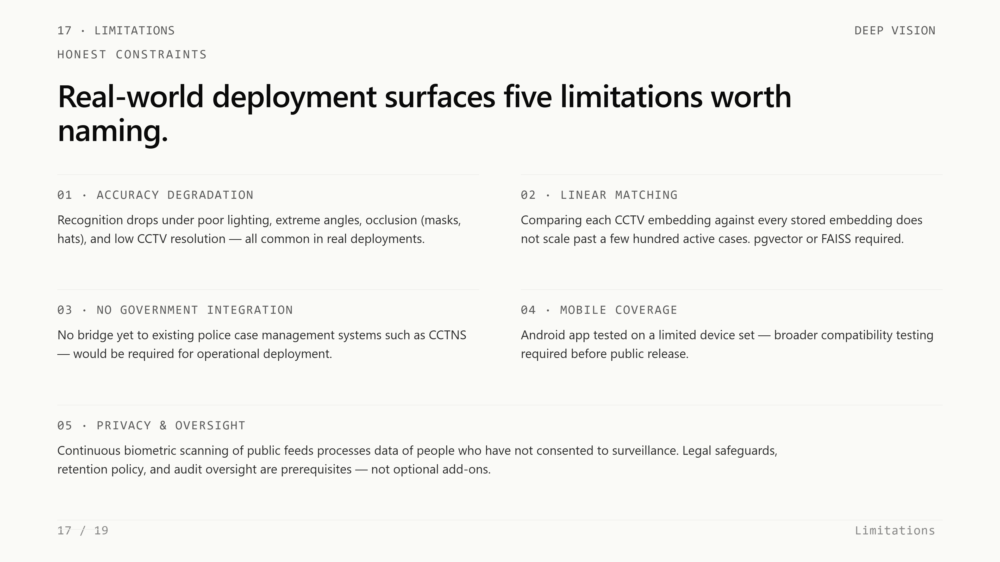 17 · LIMITATIONS
DEEP VISION
HONEST CONSTRAINTS
Real-world deployment surfaces five limitations worth
naming.
01 · ACCURACY DEGRADATION
Recognition drops under poor lighting, extreme angles, occlusion (masks,
hats), and low CCTV resolution — all common in real deployments.
02 · LINEAR MATCHING
Comparing each CCTV embedding against every stored embedding does
not scale past a few hundred active cases. pgvector or FAISS required.
03 · NO GOVERNMENT INTEGRATION
No bridge yet to existing police case management systems such as CCTNS
— would be required for operational deployment.
04 · MOBILE COVERAGE
Android app tested on a limited device set — broader compatibility testing
required before public release.
05 · PRIVACY & OVERSIGHT
Continuous biometric scanning of public feeds processes data of people who have not consented to surveillance. Legal safeguards,
retention policy, and audit oversight are prerequisites — not optional add-ons.
17 / 19
Limitations